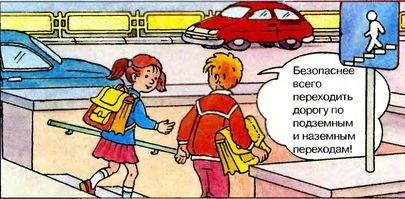 Безопаснее
всего
переходить
дорогу по
подземным
и наземным
переходам!